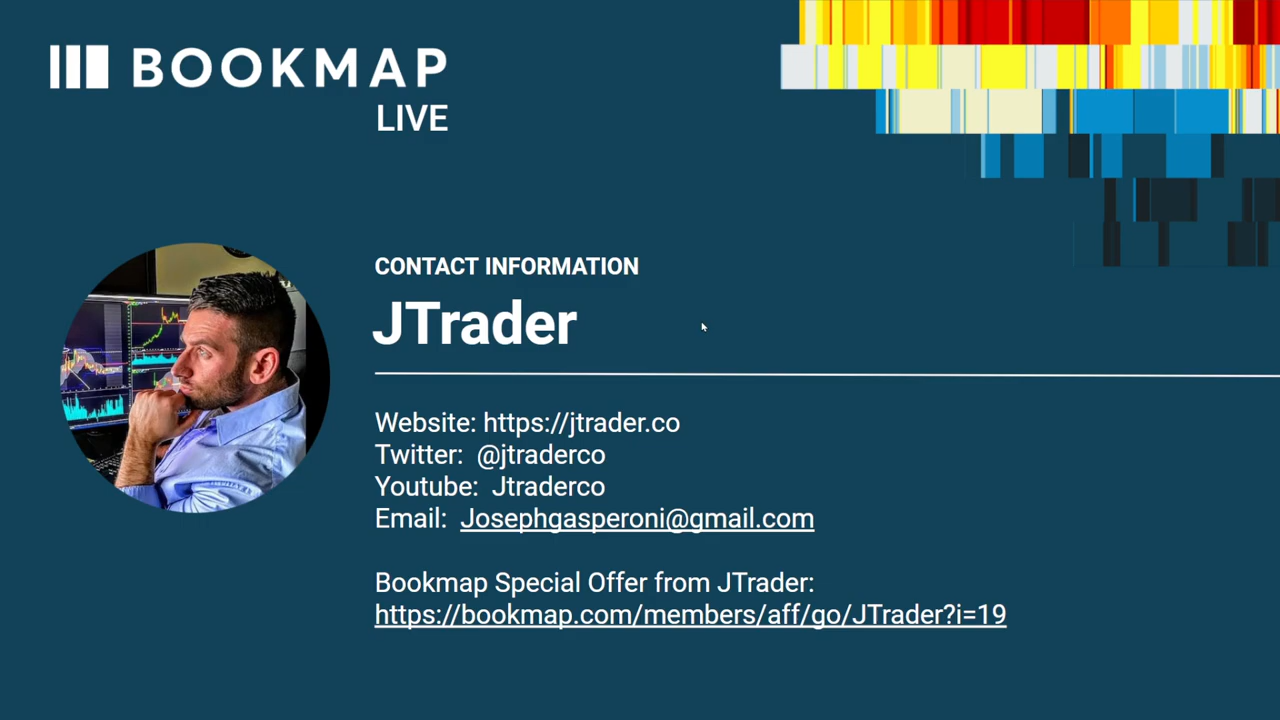 BOOKMAP
LIVE
CONTACT INFORMATION
JTrader
Website: https://jtrader.co
Twitter: @jtraderco
Youtube: Jtraderco
Email: Josephgasperoni@gmail.com
Bookmap Special Offer from JTrader:
https://bookmap.com/members/aff/go/JTrader?i=19